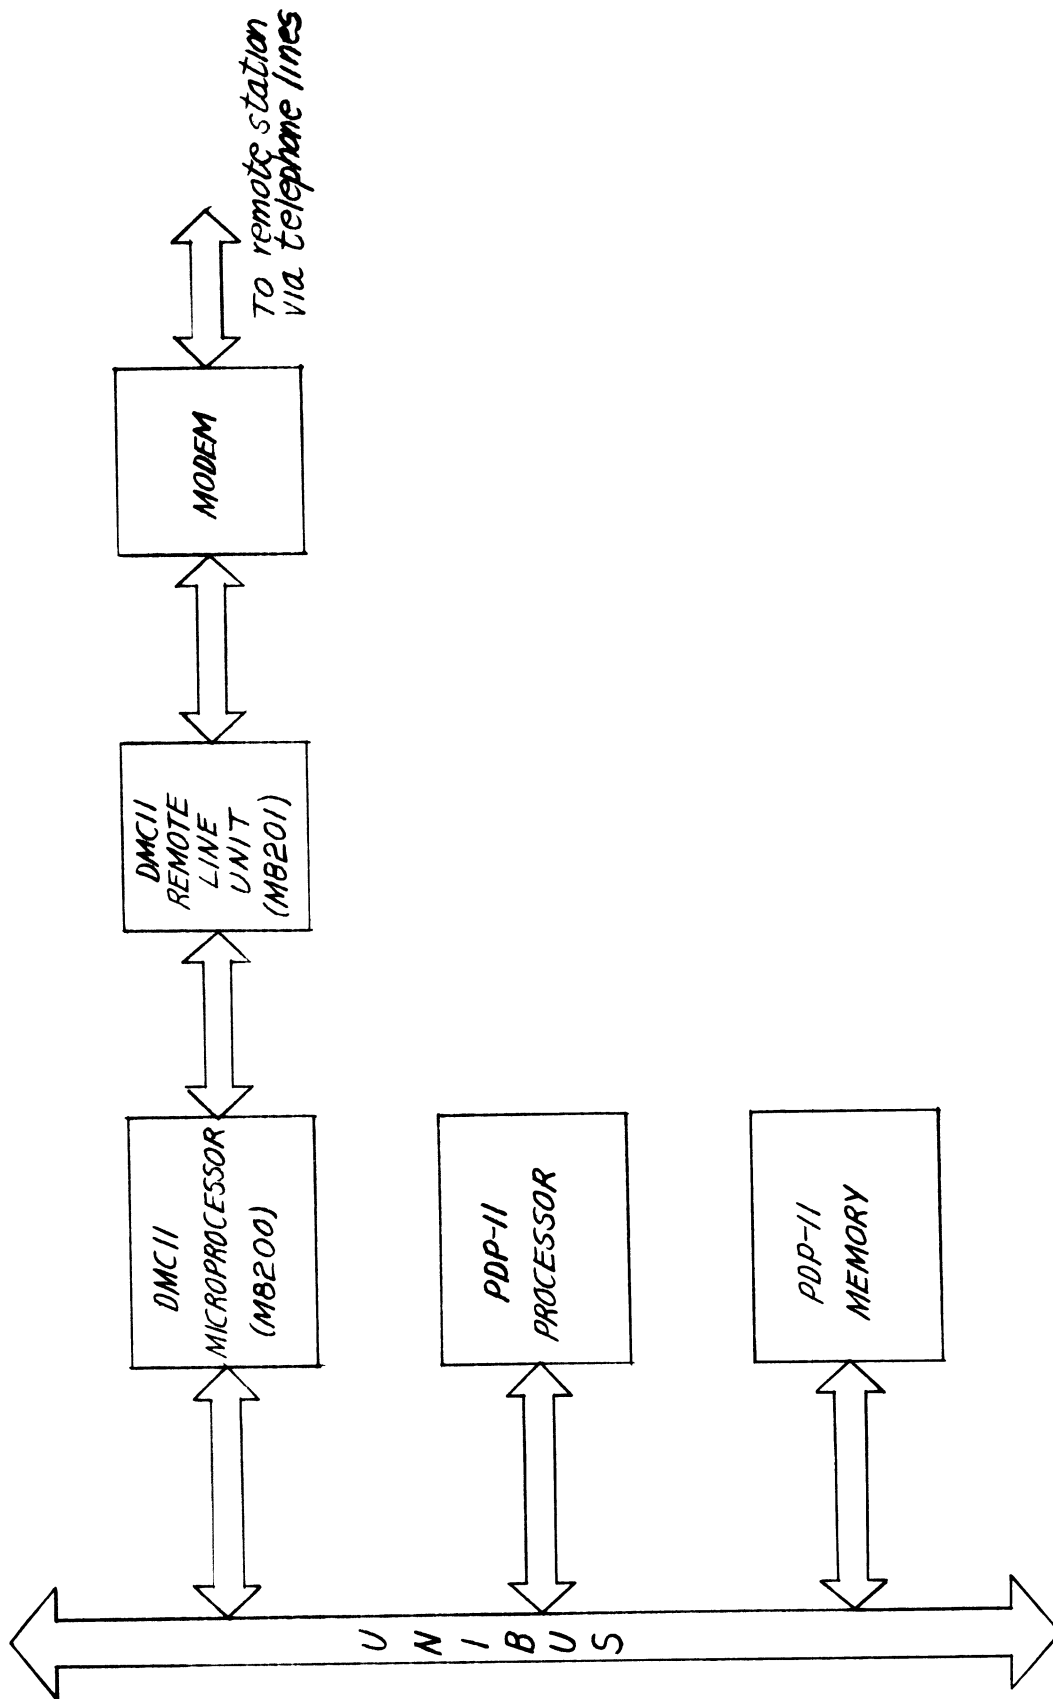 UNIBUS
DMC11
MICROPROCESSOR
(M8200)
DMC11
REMOTE
LINE
UNIT
(M8201)
MODEM
To remote station
via telephone lines
PDP-11
PROCESSOR
PDP-11
MEMORY